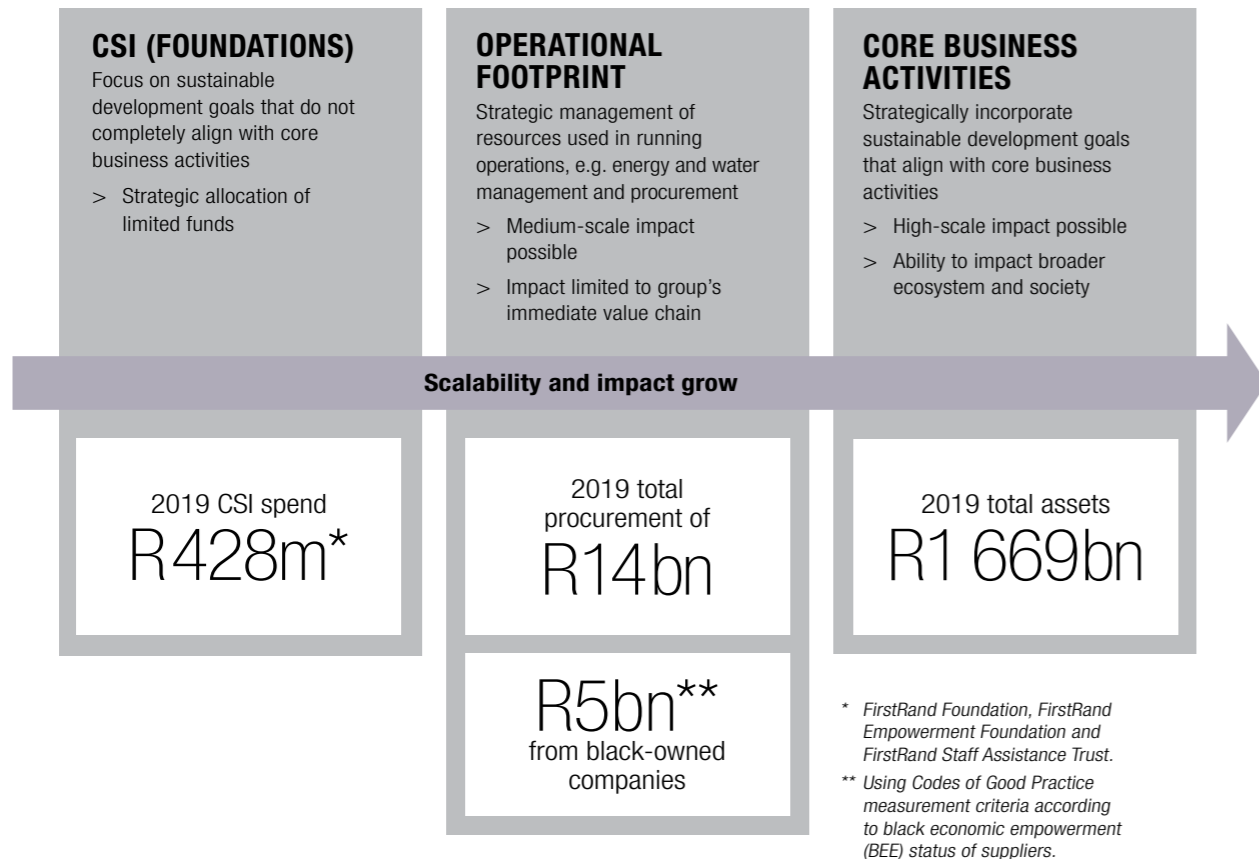 CSI (FOUNDATIONS)
Focus on sustainable
development goals that do not
completely align with core
business activities
> Strategic allocation of
limited funds
OPERATIONAL
FOOTPRINT
Strategic management of
resources used in running
operations, e.g. energy and water
management and procurement
> Medium-scale impact
possible
> Impact limited to group's
immediate value chain
CORE BUSINESS
ACTIVITIES
Strategically incorporate
sustainable development goals
that align with core business
activities
> High-scale impact possible
> Ability to impact broader
ecosystem and society
Scalability and impact grow
2019 CSI spend
R428m*
2019 total
procurement of
R14bn
R5bn**
from black-owned
companies
2019 total assets
R1 669bn
* FirstRand Foundation, FirstRand
Empowerment Foundation and
FirstRand Staff Assistance Trust.
** Using Codes of Good Practice
measurement criteria according
to black economic empowerment
(BEE) status of suppliers.